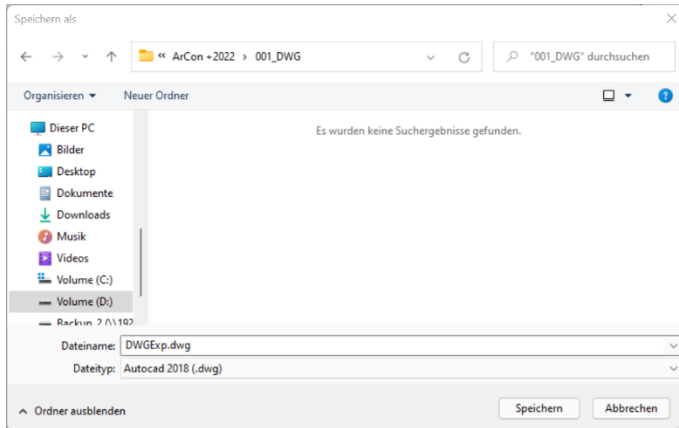 Speichern als
« ArCon +2022 › 001_DWG
"001_DWG" durchsuchen
Organisieren
Neuer Ordner
Dieser PC
Bilder
Desktop
Dokumente
Downloads
Musik
Videos
Volume (C:)
Volume (D:)
Es wurden keine Suchergebnisse gefunden.
Dateiname: DWGExp.dwg
Dateityp: Autocad 2018 (.dwg)
Ordner ausblenden
Speichern
Abbrechen